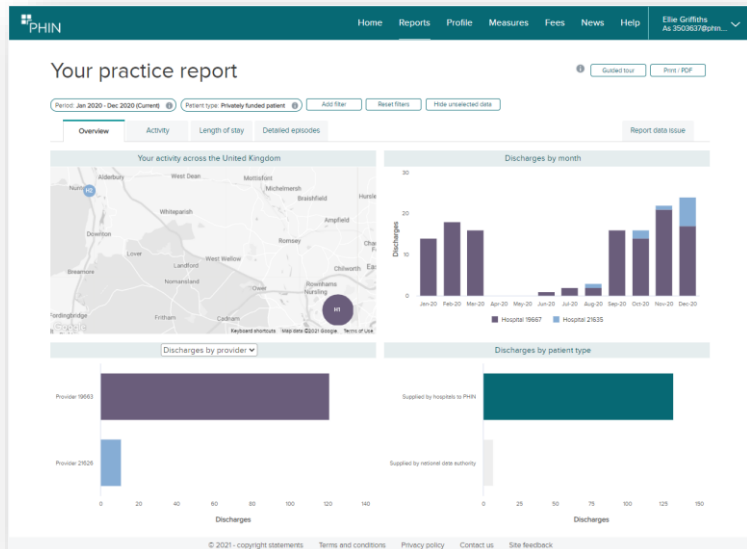 PHIN
Home Reports Profile Measures Fees News Help
Ellie Griffiths
As 3503637@phin...
Your practice report
Guided tour Print / PDF
Period: Jan 2020 - Dec 2020 (Current) Patient type: Privately funded patient Add filter Reset filters Hide unselected data
Overview Activity Length of stay Detailed episodes Report data issue
Your activity across the United Kingdom
Alderbury West Dean Mottisfont
H2 Michelmersh
Braishfield
Whiteparish Ampfield
Downton
Lover Romsey
West Wellow
Landford Chilworth
Breamore
Nomansland Rownhams
Ower Nursling
H1
Fritham Cadnam
Fordingbridge
Google
Keyboard shortcuts Map data ©2021 Google Terms of Use
Discharges by month
30
20
10
0
Discharges
Jan-20 Feb-20 Mar-20 Apr-20 May-20 Jun-20 Jul-20 Aug-20 Sep-20 Oct-20 Nov-20 Dec-20
Hospital 19667 Hospital 21635
Discharges by provider
Provider 19663
Provider 21626
0 20 40 60 80 100 120 140
Discharges
Discharges by patient type
Supplied by hospitals to PHIN
Supplied by national data authority
0 25 50 75 100 125 150
Discharges
© 2021 - copyright statements Terms and conditions Privacy policy Contact us Site feedback